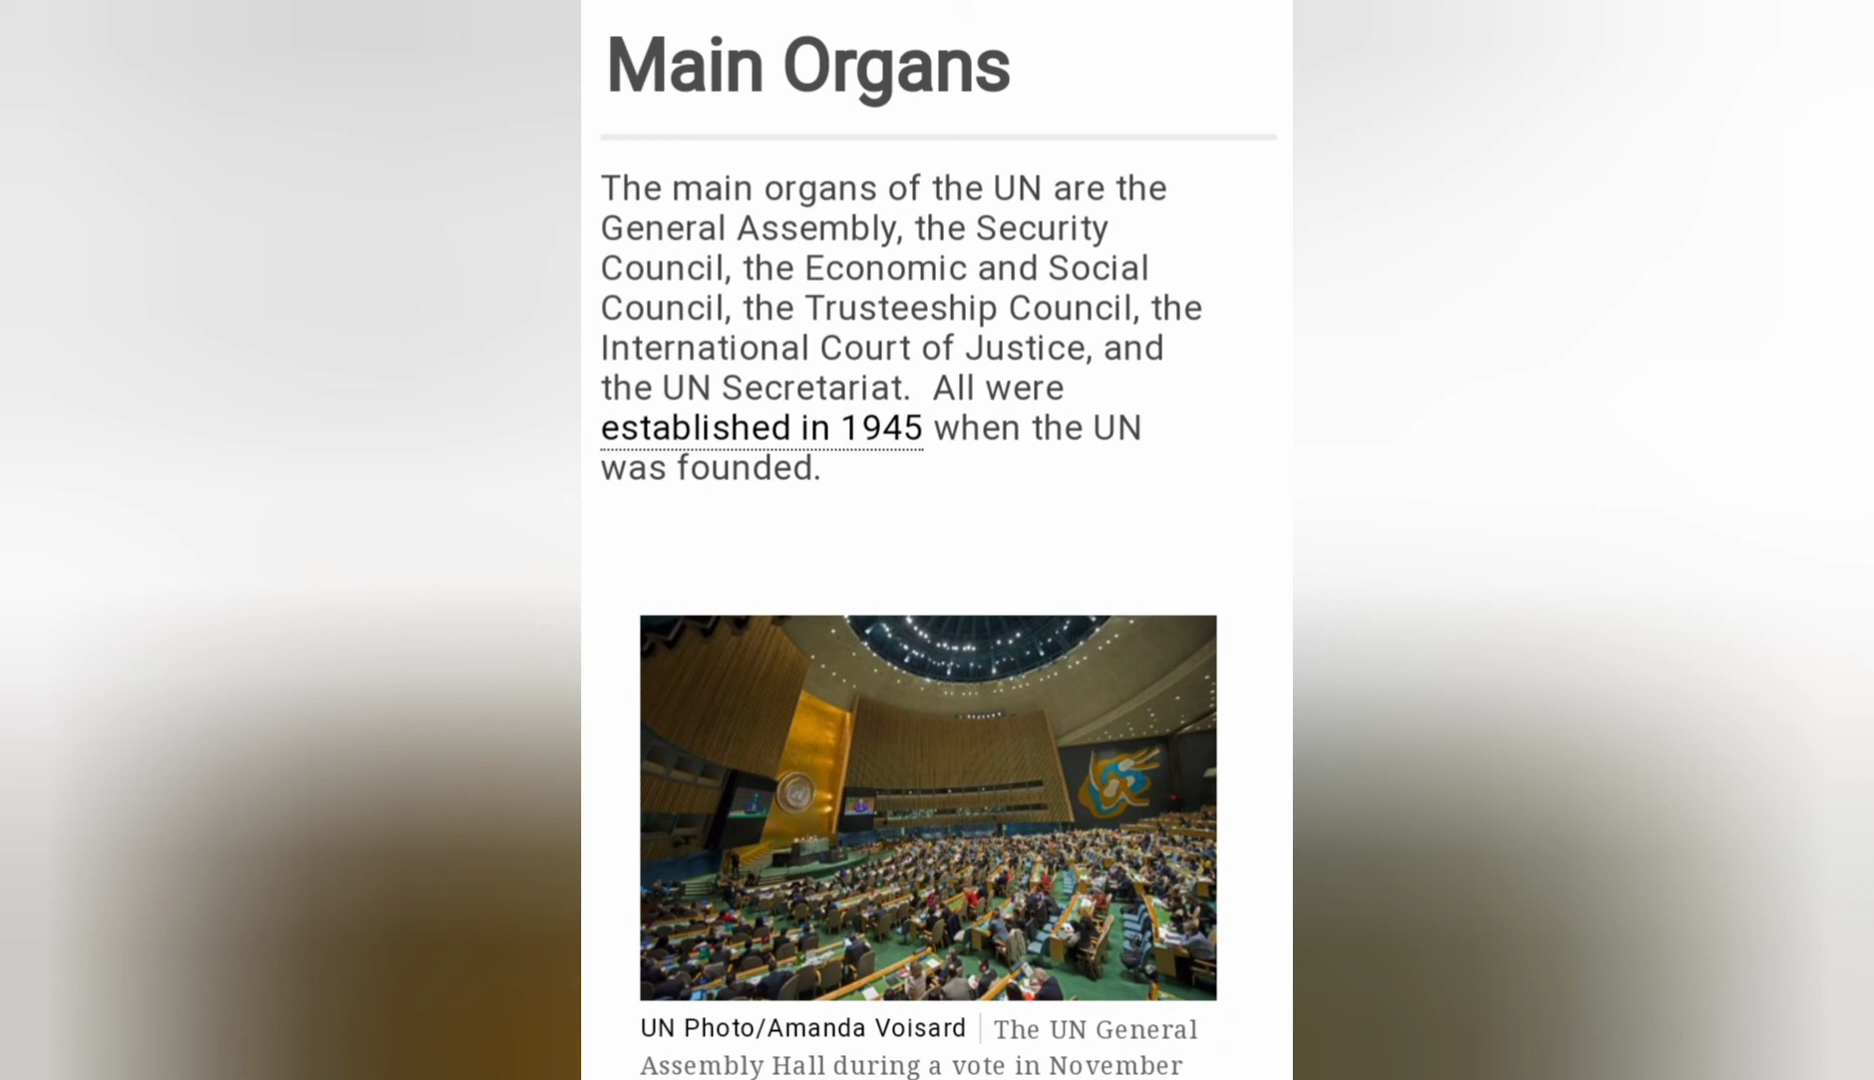 Main Organs
The main organs of the UN are the
General Assembly, the Security
Council, the Economic and Social
Council, the Trusteeship Council, the
International Court of Justice, and
the UN Secretariat.  All were
established in 1945 when the UN
was founded.
UN Photo/Amanda Voisard | The UN General
Assembly Hall during a vote in November